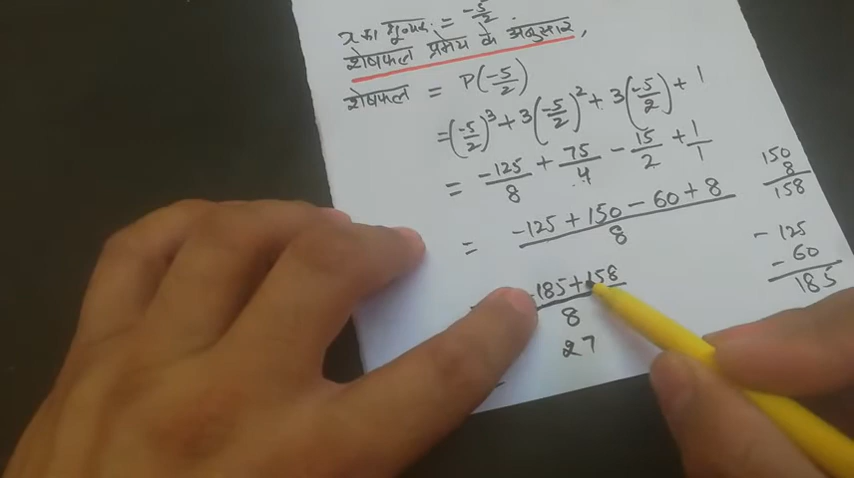 x का शून्यक = -5/2
शेषफल प्रमेय के अनुसार,
शेषफल = P(-5/2)
=(-5/2)³+3(-5/2)²+3(-5/2)+1
= -125/8 + 75/4 - 15/2 + 1/1
= -125+150-60+8/8
-185+158/8
27
150
8
158
-125
-60
185